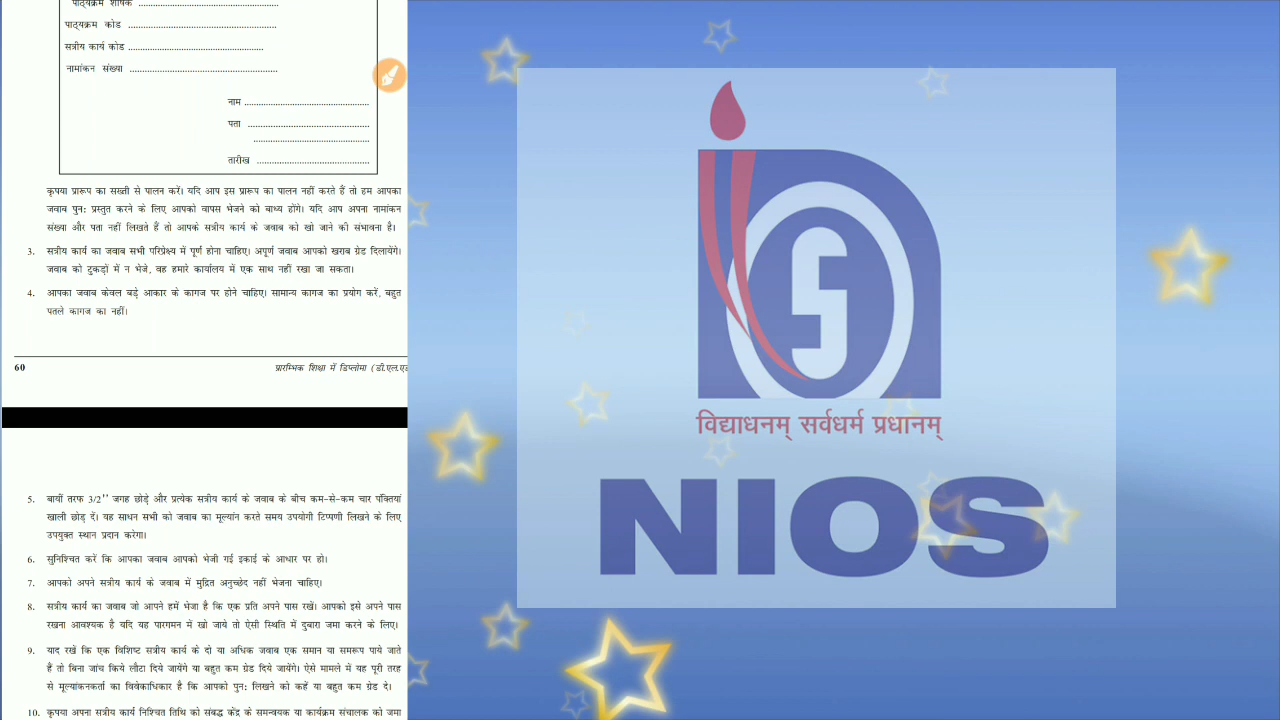 पाठ्यक्रम शीर्षक ................................................
पाठ्यक्रम कोड ...................................................
सत्रीय कार्य कोड ..............................................
नामांकन संख्या ..................................................
नाम ..........................................
पता .........................................
.......................................
तारीख ......................................
कृपया प्रारूप का सख्ती से पालन करें। यदि आप इस प्रारूप का पालन नहीं करते हैं तो हम आपका
जवाब पुन: प्रस्तुत करने के लिए आपको वापस भेजने को बाध्य होंगे। यदि आप अपना नामांकन
संख्या और पता नहीं लिखते हैं तो आपके सत्रीय कार्य के जवाब को खो जाने की संभावना है।
3. सत्रीय कार्य का जवाब सभी परिप्रेक्ष्य में पूर्ण होना चाहिए। अपूर्ण जवाब आपको खराब ग्रेड दिलायेंगे।
जवाब को टुकड़ों में न भेजे, वह हमारे कार्यालय में एक साथ नहीं रखा जा सकता।
4. आपका जवाब केवल बड़े आकार के कागज पर होने चाहिए। सामान्य कागज का प्रयोग करें, बहुत
पतले कागज का नहीं।
60 प्रारम्भिक शिक्षा में डिप्लोमा (डी.एल.एड
5. बायीं तरफ 3/2'' जगह छोड़े और प्रत्येक सत्रीय कार्य के जवाब के बीच कम-से-कम चार पंक्तियां
खाली छोड़ दें। यह साधन सभी को जवाब का मूल्यांन करते समय उपयोगी टिप्पणी लिखने के लिए
उपयुक्त स्थान प्रदान करेगा।
6. सुनिश्चित करें कि आपका जवाब आपको भेजी गई इकाई के आधार पर हो।
7. आपको अपने सत्रीय कार्य के जवाब में मुद्रित अनुच्छेद नहीं भेजना चाहिए।
8. सत्रीय कार्य का जवाब जो आपने हमें भेजा है कि एक प्रति अपने पास रखें। आपको इसे अपने पास
रखना आवश्यक है यदि यह पारगमन में खो जाये तो ऐसी स्थिति में दुबारा जमा करने के लिए।
9. याद रखें कि एक विशिष्ट सत्रीय कार्य के दो या अधिक जवाब एक समान या समरूप पाये जाते
हैं तो बिना जांच किये लौटा दिये जायेंगे या बहुत कम ग्रेड दिये जायेंगे। ऐसे मामले में यह पूरी तरह
से मूल्यांकनकर्ता का विवेकाधिकार है कि आपको पुन: लिखने को कहें या बहुत कम ग्रेड दे।
10. कृपया अपना सत्रीय कार्य निश्चित तिथि को संबद्ध केंद्र के समन्वयक या कार्यक्रम संचालक को जमा
विद्याधनम् सर्वधर्म प्रधानम्
NIOS